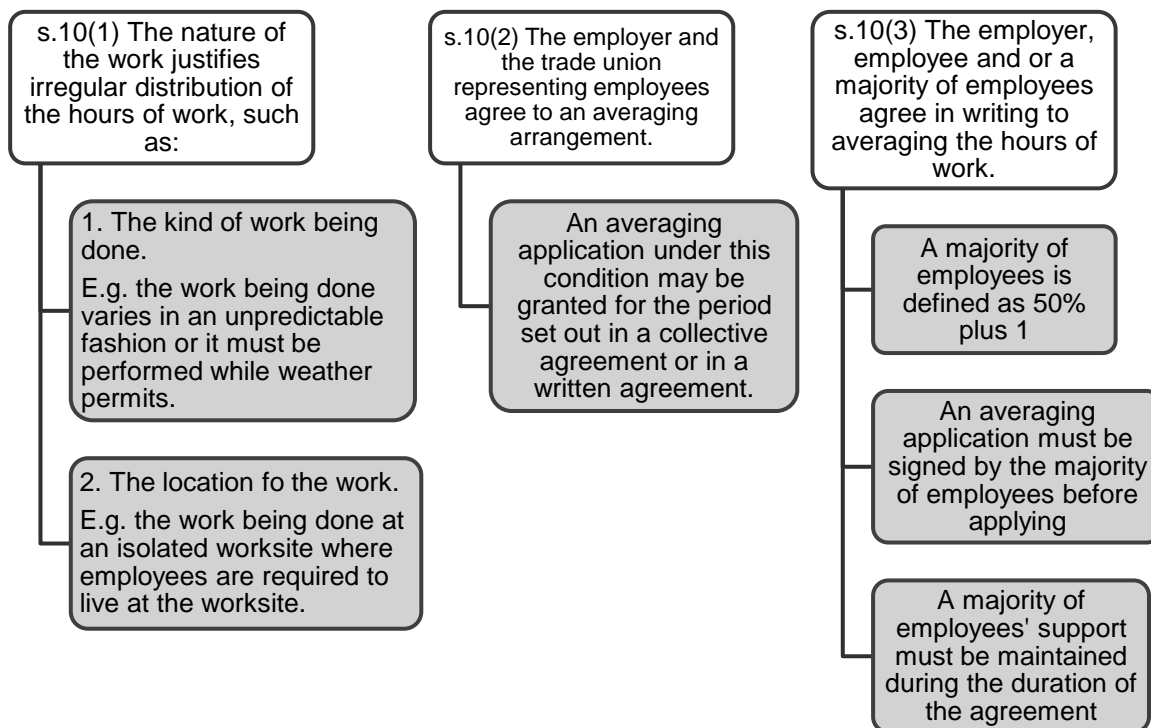 s.10(1) The nature of
the work justifies
irregular distribution of
the hours of work, such
as:
1. The kind of work being
done.
E.g. the work being done
varies in an unpredictable
fashion or it must be
performed while weather
permits.
2. The location fo the work.
E.g. the work being done at
an isolated worksite where
employees are required to
live at the worksite.
s.10(2) The employer and
the trade union
representing employees
agree to an averaging
arrangement.
An averaging
application under this
condition may be
granted for the period
set out in a collective
agreement or in a
written agreement.
s.10(3) The employer,
employee and or a
majority of employees
agree in writing to
averaging the hours of
work.
A majority of
employees is
defined as 50%
plus 1
An averaging
application must be
signed by the majority
of employees before
applying
A majority of
employees' support
must be maintained
during the duration of
the agreement